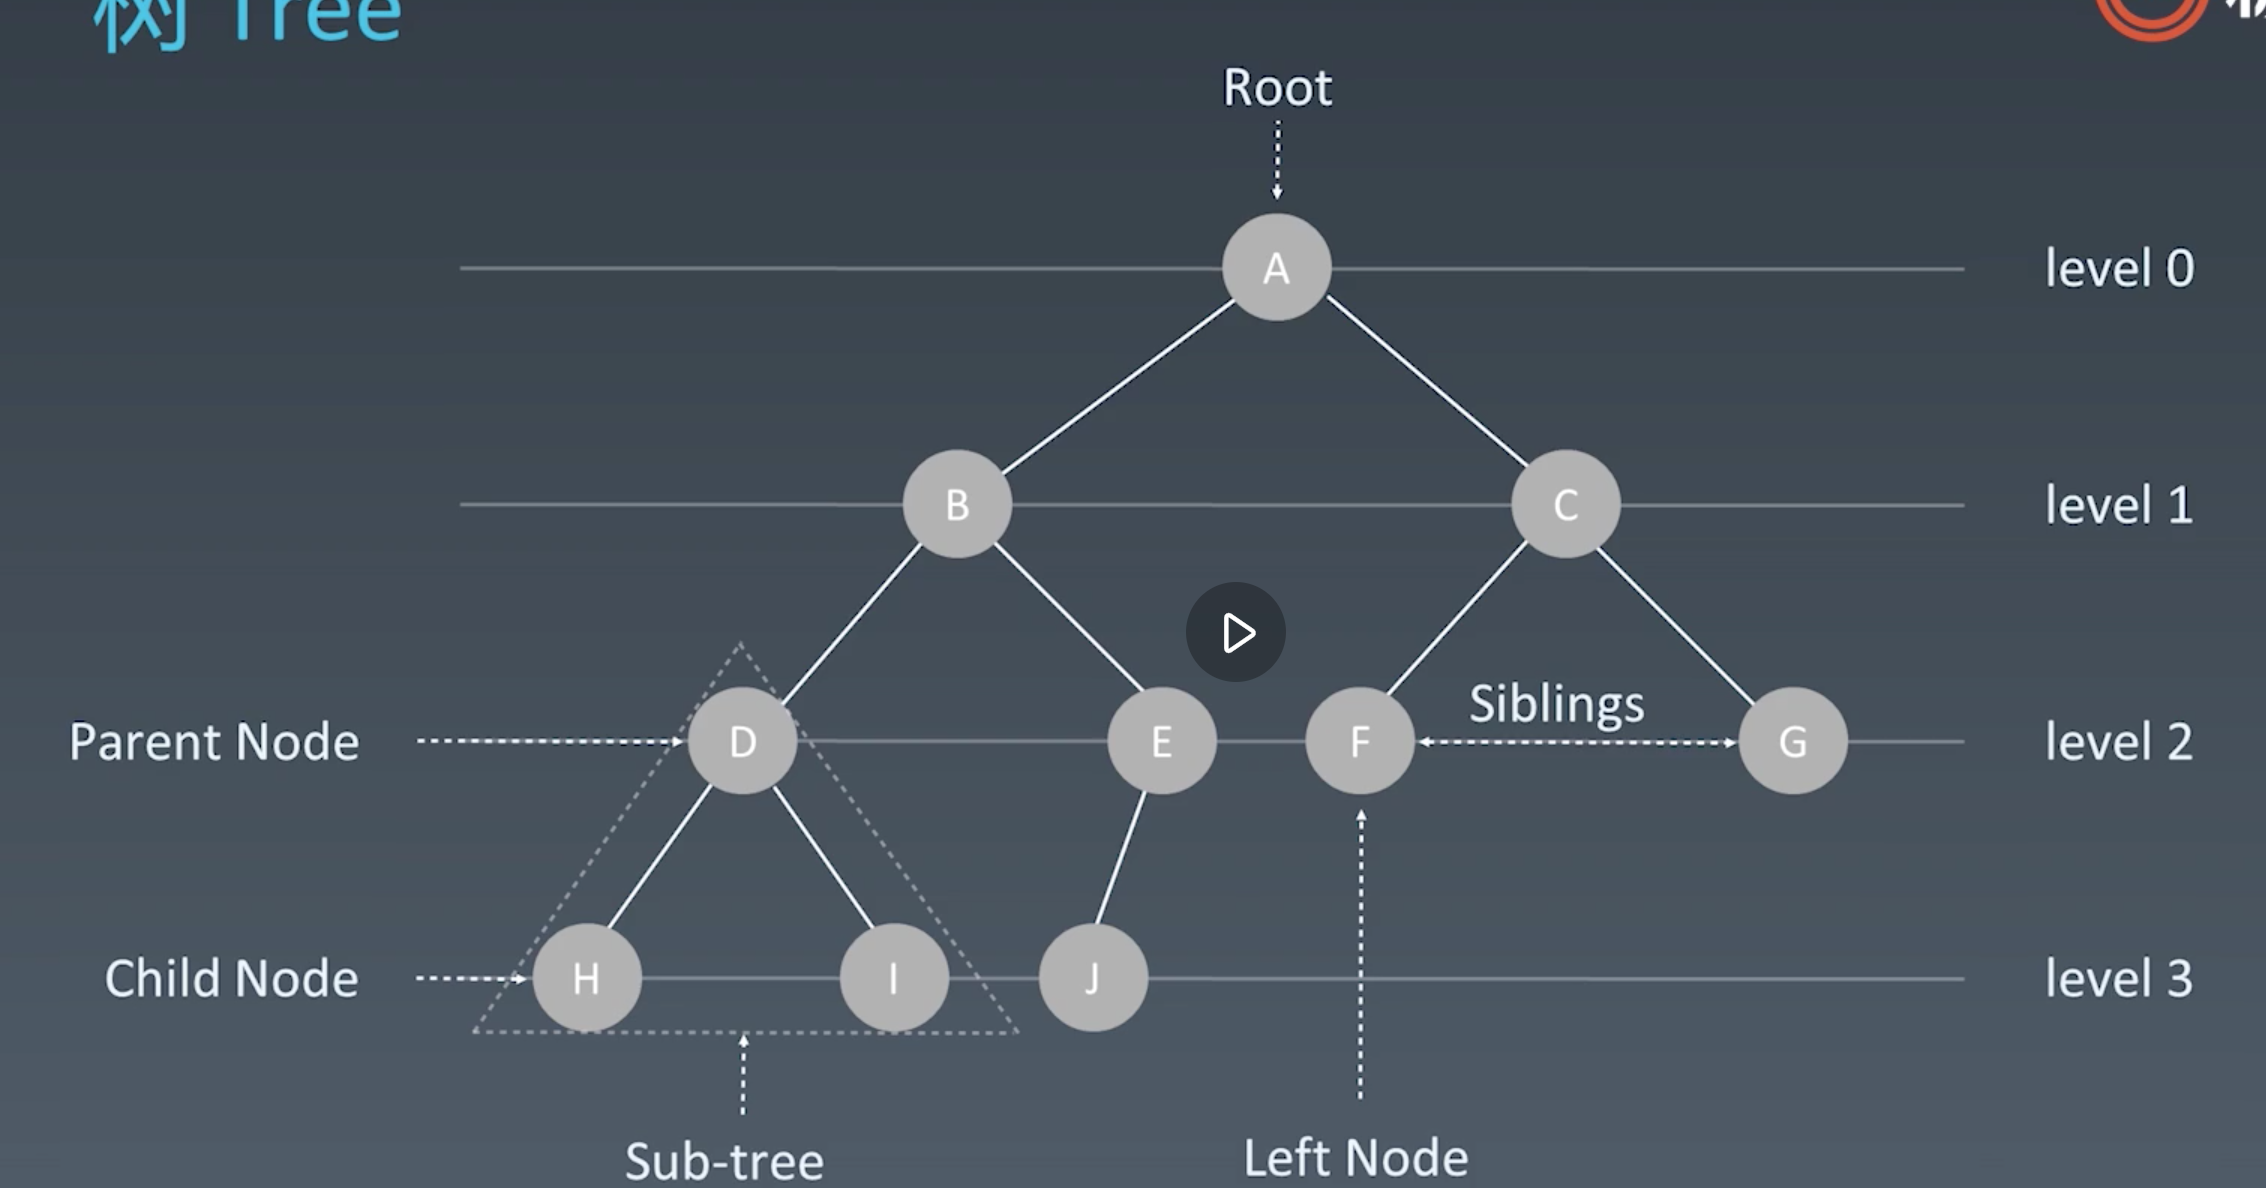 树 Tree
Root
A
level 0
B
C
level 1
Siblings
Parent Node
D
E
F
G
level 2
Child Node
H
I
J
level 3
Sub-tree
Left Node